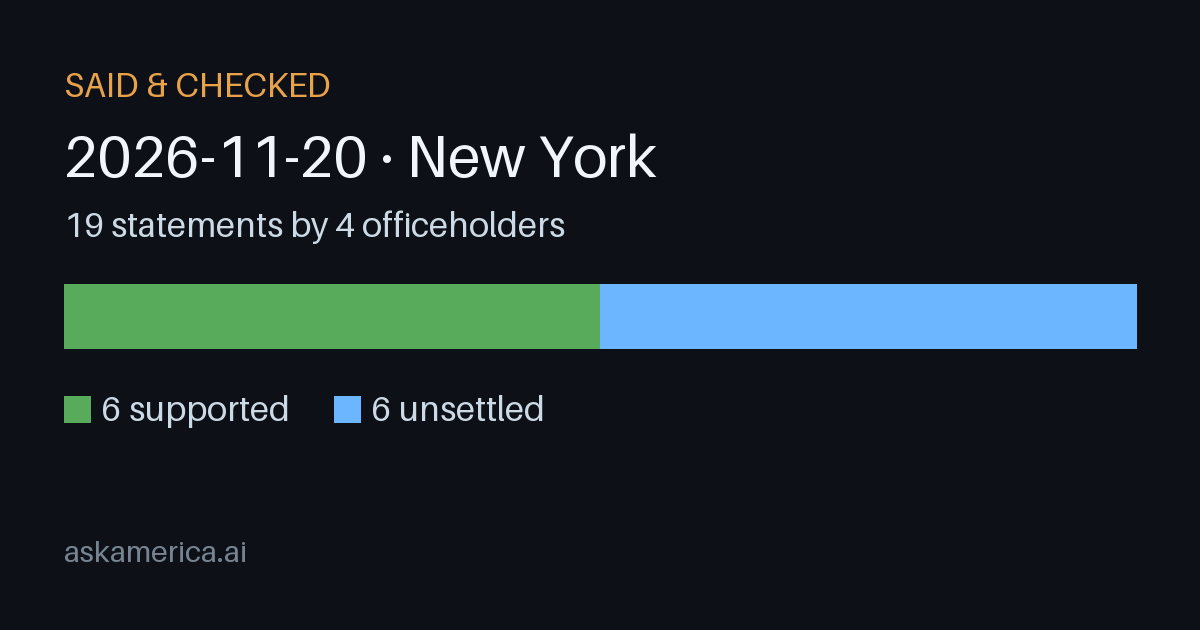 SAID & CHECKED
2026-11-20 · New York
19 statements by 4 officeholders
6 supported 6 unsettled
askamerica.ai